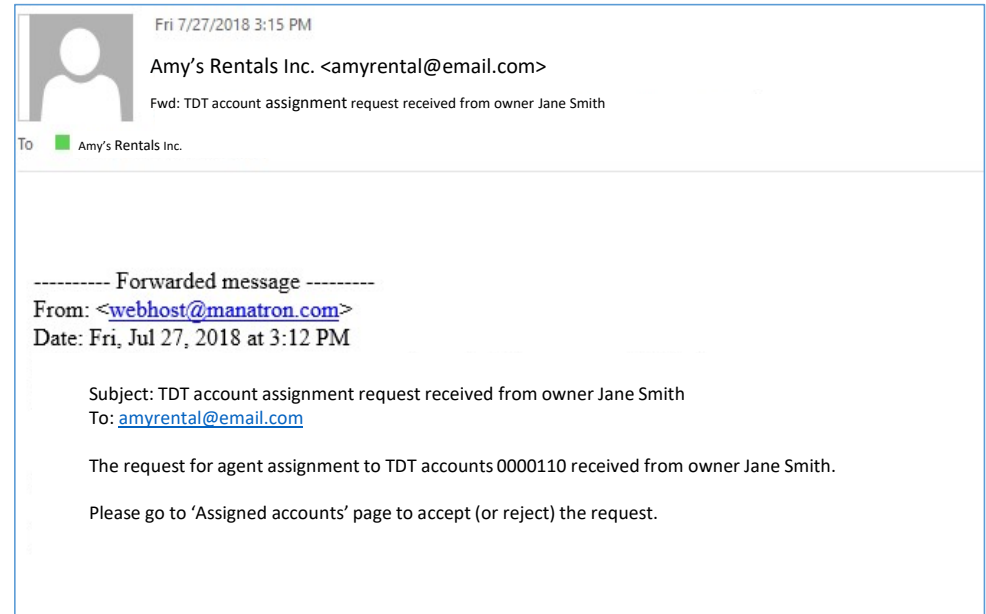 Fri 7/27/2018 3:15 PM
Amy's Rentals Inc. <amyrental@email.com>
Fwd: TDT account assignment request received from owner Jane Smith
To Amy's Rentals Inc.
---------- Forwarded message ---------
From: <webhost@manatron.com>
Date: Fri, Jul 27, 2018 at 3:12 PM
Subject: TDT account assignment request received from owner Jane Smith
To: amyrental@email.com
The request for agent assignment to TDT accounts 0000110 received from owner Jane Smith.
Please go to ‘Assigned accounts’ page to accept (or reject) the request.